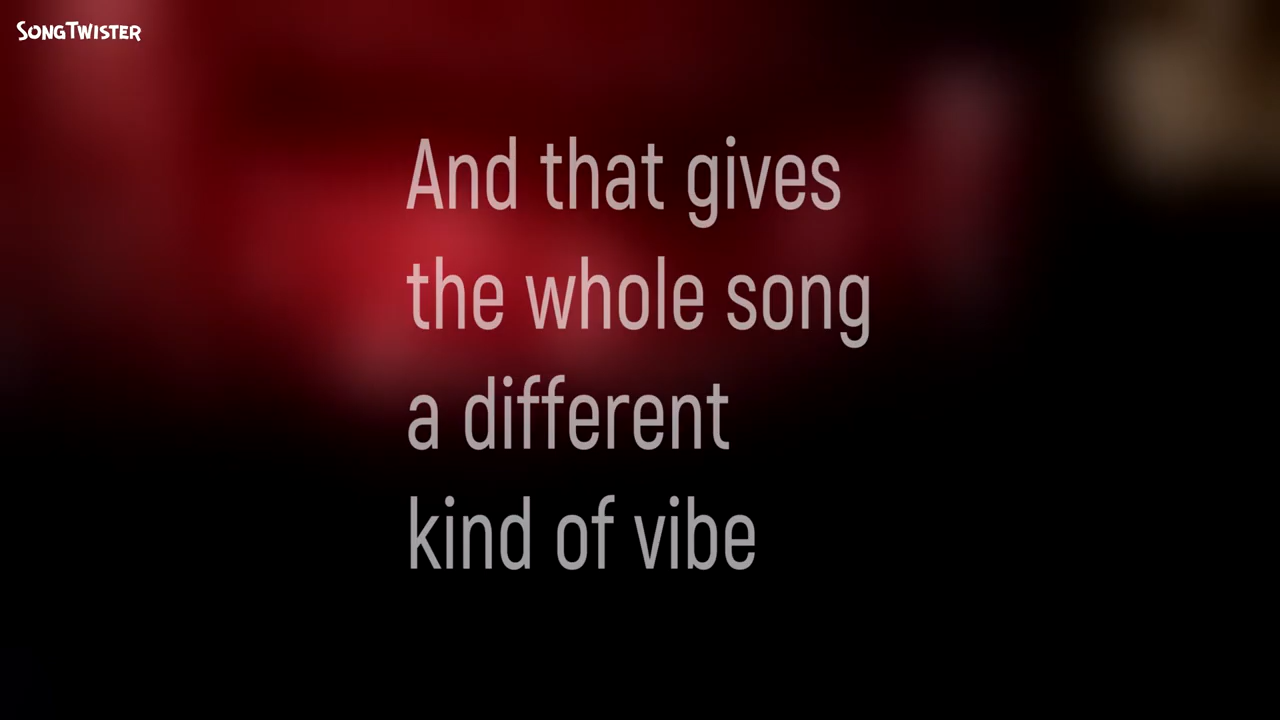 SONGTWISTER
And that gives
the whole song
a different
kind of vibe